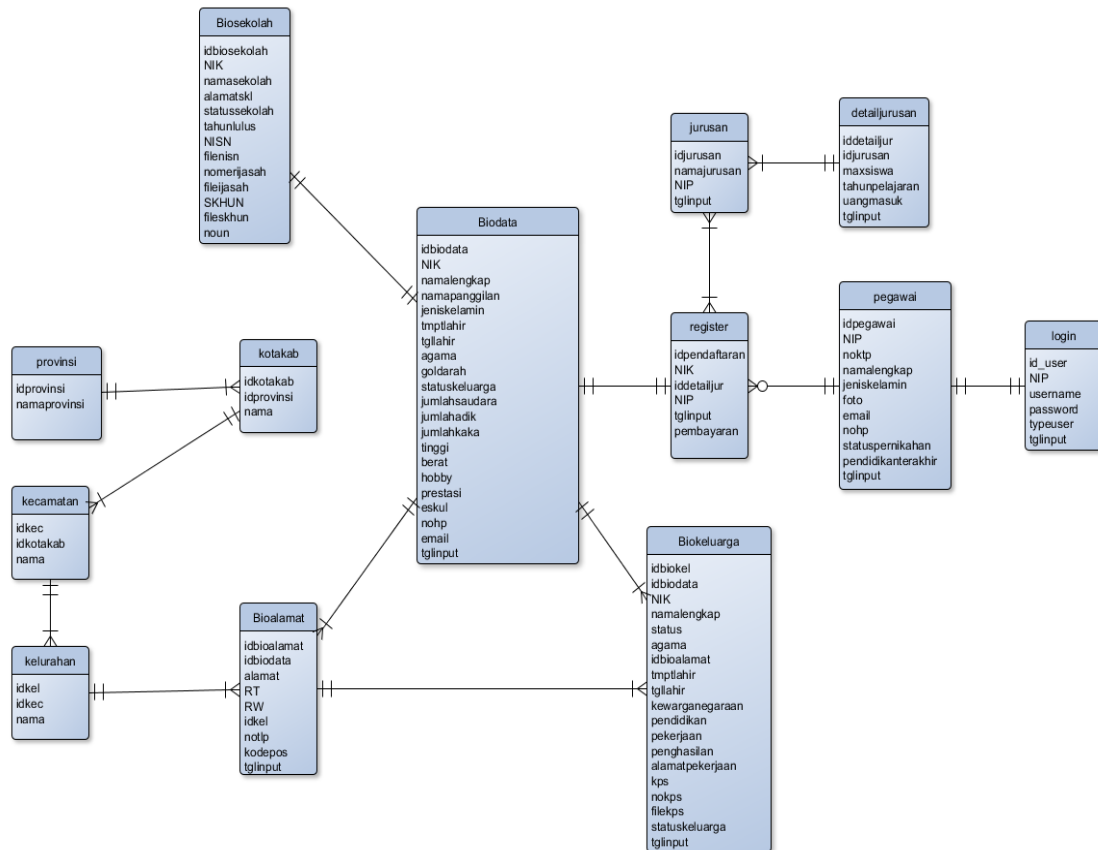 Biosekolah
idbiosekolah
NIK
namasekolah
alamatskl
statussekolah
tahunlulus
NISN
filenisn
nomerijasah
fileijasah
SKHUN
fileskhun
noun
jurusan
idjurusan
namajurusan
NIP
tglinput
detailjurusan
iddetailjur
idjurusan
maxsiswa
tahunpelajaran
uangmasuk
tglinput
Biodata
idbiodata
NIK
namalengkap
namapanggilan
jeniskelamin
tmptlahir
tgllahir
agama
goldarah
statuskeluarga
jumlahsaudara
jumlahadik
jumlahkaka
tinggi
berat
hobby
prestasi
eskul
nohp
email
tglinput
register
idpendaftaran
NIK
iddetailjur
NIP
tglinput
pembayaran
pegawai
idpegawai
NIP
noktp
namalengkap
jeniskelamin
foto
email
nohp
statuspernikahan
pendidikanterakhir
tglinput
login
id_user
NIP
username
password
typeuser
tglinput
provinsi
idprovinsi
namaprovinsi
kotakab
idkotakab
idprovinsi
nama
kecamatan
idkec
idkotakab
nama
kelurahan
idkel
idkec
nama
Bioalamat
idbioalamat
idbiodata
alamat
RT
RW
idkel
notlp
kodepos
tglinput
Biokeluarga
idbiokel
idbiodata
NIK
namalengkap
status
agama
idbioalamat
tmptlahir
tgllahir
kewarganegaraan
pendidikan
pekerjaan
penghasilan
alamatpekerjaan
kps
nokps
filekps
statuskeluarga
tglinput